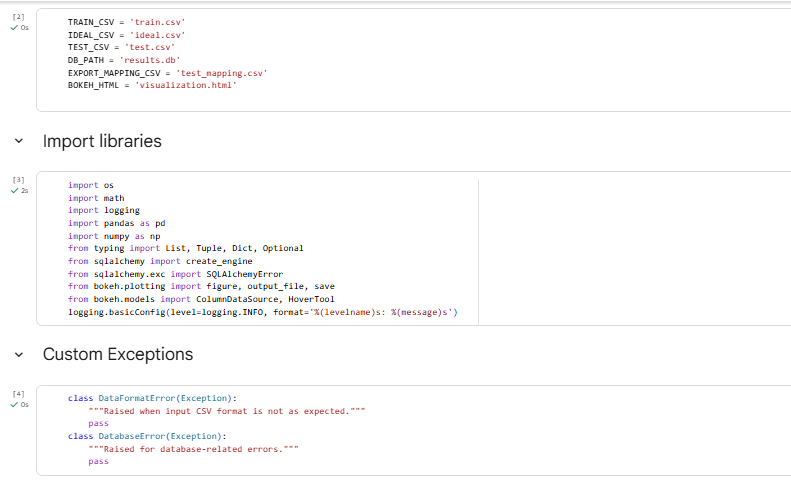 [2]
0s
TRAIN_CSV = 'train.csv'
IDEAL_CSV = 'ideal.csv'
TEST_CSV = 'test.csv'
DB_PATH = 'results.db'
EXPORT_MAPPING_CSV = 'test_mapping.csv'
BOKEH_HTML = 'visualization.html'
Import libraries
[3]
2s
import os
import math
import logging
import pandas as pd
import numpy as np
from typing import List, Tuple, Dict, Optional
from sqlalchemy import create_engine
from sqlalchemy.exc import SQLAlchemyError
from bokeh.plotting import figure, output_file, save
from bokeh.models import ColumnDataSource, HoverTool
logging.basicConfig(level=logging.INFO, format='%(levelname)s: %(message)s')
Custom Exceptions
[4]
0s
class DataFormatError(Exception):
    """Raised when input CSV format is not as expected."""
    pass
class DatabaseError(Exception):
    """Raised for database-related errors."""
    pass